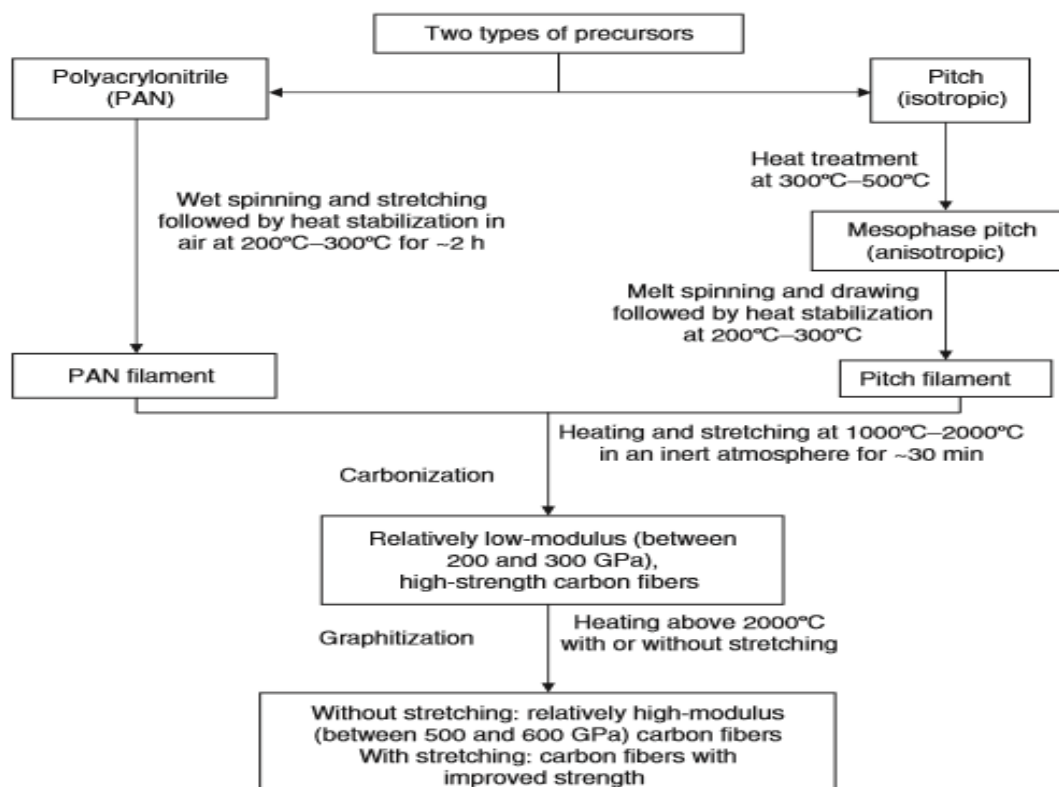 Two types of precursors
Polyacrylonitrile
(PAN)
Pitch
(isotropic)
Heat treatment
at 300ºC–500ºC
Wet spinning and stretching
followed by heat stabilization in
air at 200ºC–300ºC for ~2 h
Mesophase pitch
(anisotropic)
Melt spinning and drawing
followed by heat stabilization
at 200ºC–300ºC
PAN filament
Pitch filament
Heating and stretching at 1000ºC–2000ºC
in an inert atmosphere for ~30 min
Carbonization
Relatively low-modulus (between
200 and 300 GPa),
high-strength carbon fibers
Graphitization
Heating above 2000ºC
with or without stretching
Without stretching: relatively high-modulus
(between 500 and 600 GPa) carbon fibers
With stretching: carbon fibers with
improved strength